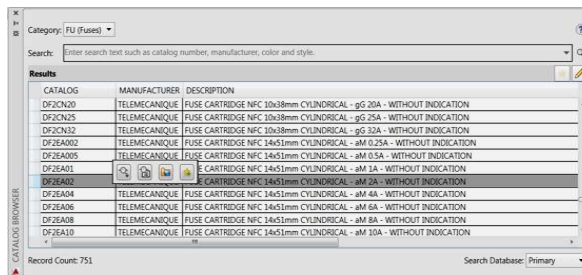 Category: FU (Fuses)
Search: Enter search text such as catalog number, manufacturer, color and style.
Results
CATALOG MANUFACTURER DESCRIPTION
DF2CN20 TELEMECANIQUE FUSE CARTRIDGE NFC 10x38mm CYLINDRICAL - gG 20A - WITHOUT INDICATION
DF2CN25 TELEMECANIQUE FUSE CARTRIDGE NFC 10x38mm CYLINDRICAL - gG 25A - WITHOUT INDICATION
DF2CN32 TELEMECANIQUE FUSE CARTRIDGE NFC 10x38mm CYLINDRICAL - gG 32A - WITHOUT INDICATION
DF2EA002 TELEMECANIQUE FUSE CARTRIDGE NFC 14x51mm CYLINDRICAL - aM 0.25A - WITHOUT INDICATION
DF2EA005 TELEMECANIQUE FUSE CARTRIDGE NFC 14x51mm CYLINDRICAL - aM 0.5A - WITHOUT INDICATION
DF2EA01 CARTRIDGE NFC 14x51mm CYLINDRICAL - aM 1A - WITHOUT INDICATION
DF2EA02 CARTRIDGE NFC 14x51mm CYLINDRICAL - aM 2A - WITHOUT INDICATION
DF2EA04 TELEMECANIQUE FUSE CARTRIDGE NFC 14x51mm CYLINDRICAL - aM 4A - WITHOUT INDICATION
DF2EA06 TELEMECANIQUE FUSE CARTRIDGE NFC 14x51mm CYLINDRICAL - aM 6A - WITHOUT INDICATION
DF2EA08 TELEMECANIQUE FUSE CARTRIDGE NFC 14x51mm CYLINDRICAL - aM 8A - WITHOUT INDICATION
DF2EA10 TELEMECANIQUE FUSE CARTRIDGE NFC 14x51mm CYLINDRICAL - aM 10A - WITHOUT INDICATION
Record Count: 751 Search Database: Primary
CATALOG BROWSER